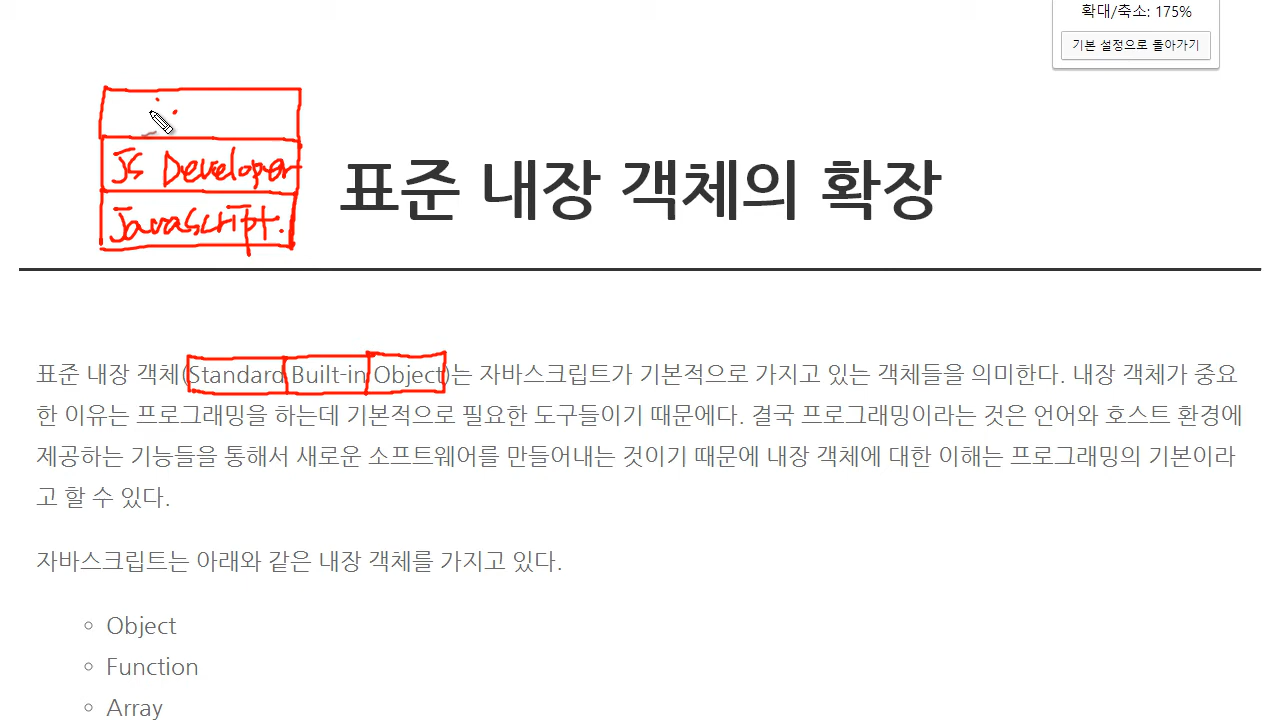 확대/축소: 175%
기본 설정으로 돌아가기
JS Developer
Javascript.
표준 내장 객체의 확장
표준 내장 객체(Standard Built-in Object)는 자바스크립트가 기본적으로 가지고 있는 객체들을 의미한다. 내장 객체가 중요
한 이유는 프로그래밍을 하는데 기본적으로 필요한 도구들이기 때문에다. 결국 프로그래밍이라는 것은 언어와 호스트 환경에
제공하는 기능들을 통해서 새로운 소프트웨어를 만들어내는 것이기 때문에 내장 객체에 대한 이해는 프로그래밍의 기본이라
고 할 수 있다.
자바스크립트는 아래와 같은 내장 객체를 가지고 있다.
Object
Function
Array